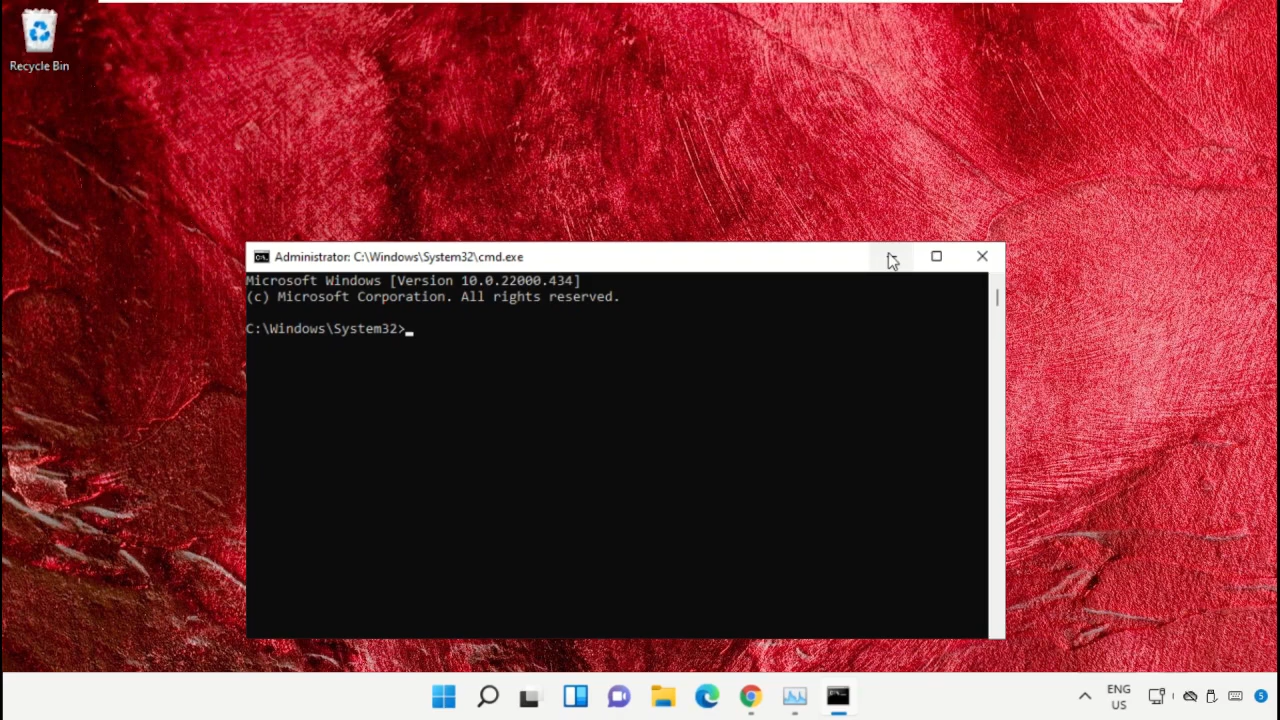 Recycle Bin
Administrator: C:\Windows\System32\cmd.exe
Microsoft Windows [Version 10.0.22000.434]
(c) Microsoft Corporation. All rights reserved.
C:\Windows\System32>
ENG
US
5